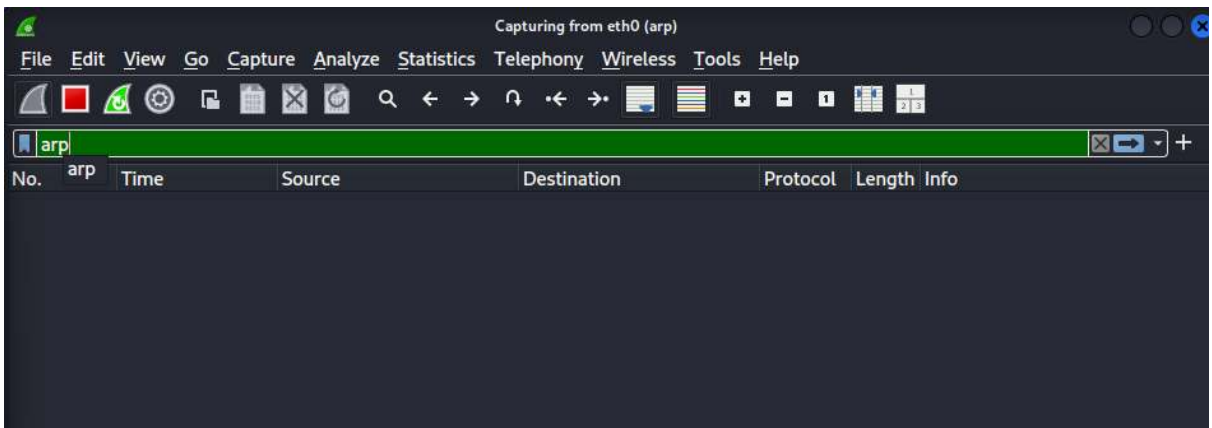 Capturing from eth0 (arp)
File Edit View Go Capture Analyze Statistics Telephony Wireless Tools Help
arp
arp
No. Time Source Destination Protocol Length Info